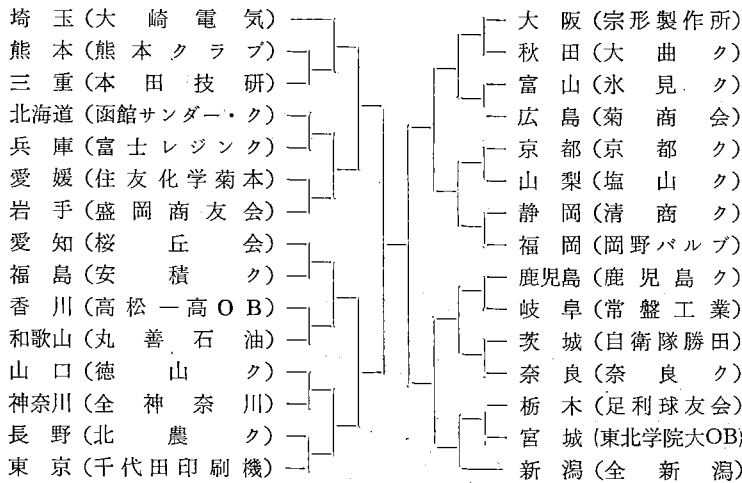 埼玉(大崎電気)
熊本(熊本クラブ)
三重(本田技研)
北海道(函館サンダー・ク)
兵庫(富士レジンク)
愛媛(住友化学菊本)
岩手(盛岡商友会)
愛知(桜丘会)
福島(安積ク)
香川(高松一高OB)
和歌山(丸善石油)
山口(徳山ク)
神奈川(全神奈川)
長野(北農ク)
東京(千代田印刷機)
大阪(宗形製作所)
秋田(大曲ク)
富山(氷見ク)
広島(菊商会)
京都(京都ク)
山梨(塩山ク)
静岡(清商ク)
福岡(岡野バルブ)
鹿児島(鹿児島ク)
岐阜(常盤工業)
茨城(自衛隊勝田)
奈良(奈良ク)
栃木(足利球友会)
宮城(東北学院大OB)
新潟(全新潟)